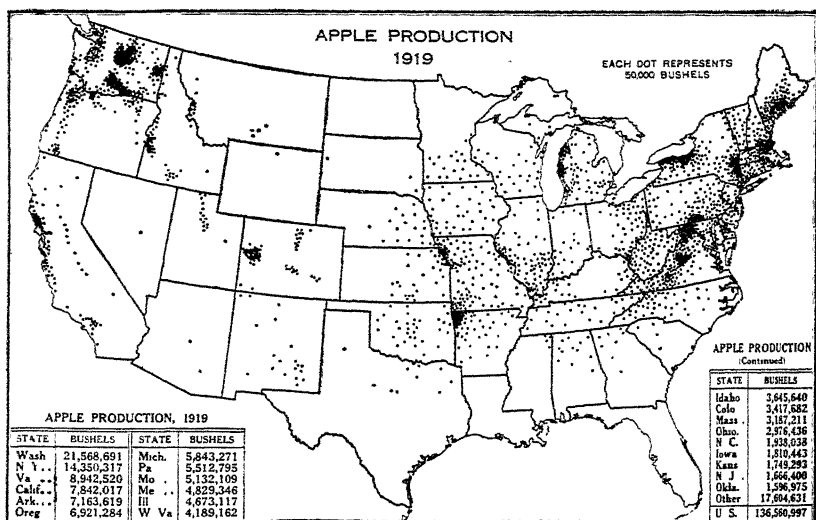 APPLE PRODUCTION
1919
EACH DOT REPRESENTS
50,000 BUSHELS
APPLE PRODUCTION, 1919
STATE BUSHELS STATE BUSHELS
Wash 21,568,691 Mich. 5,843,271
N Y.. 14,350,317 Pa 5,512,795
Va .. 8,942,520 Mo . 5,132,109
Calif.. 7,842,017 Me .. 4,829,346
Ark... 7,163,619 Ill 4,673,117
Oreg 6,921,284 W Va 4,189,162
APPLE PRODUCTION
(Continued)
STATE BUSHELS
Idaho 3,645,640
Colo 3,417,682
Mass . 3,187,211
Ohio. 2,976,436
N C. 1,938,038
Iowa 1,810,443
Kans 1,749,293
N J . 1,666,400
Okla. 1,596,975
Other 17,604,631
U S. 136,560,997